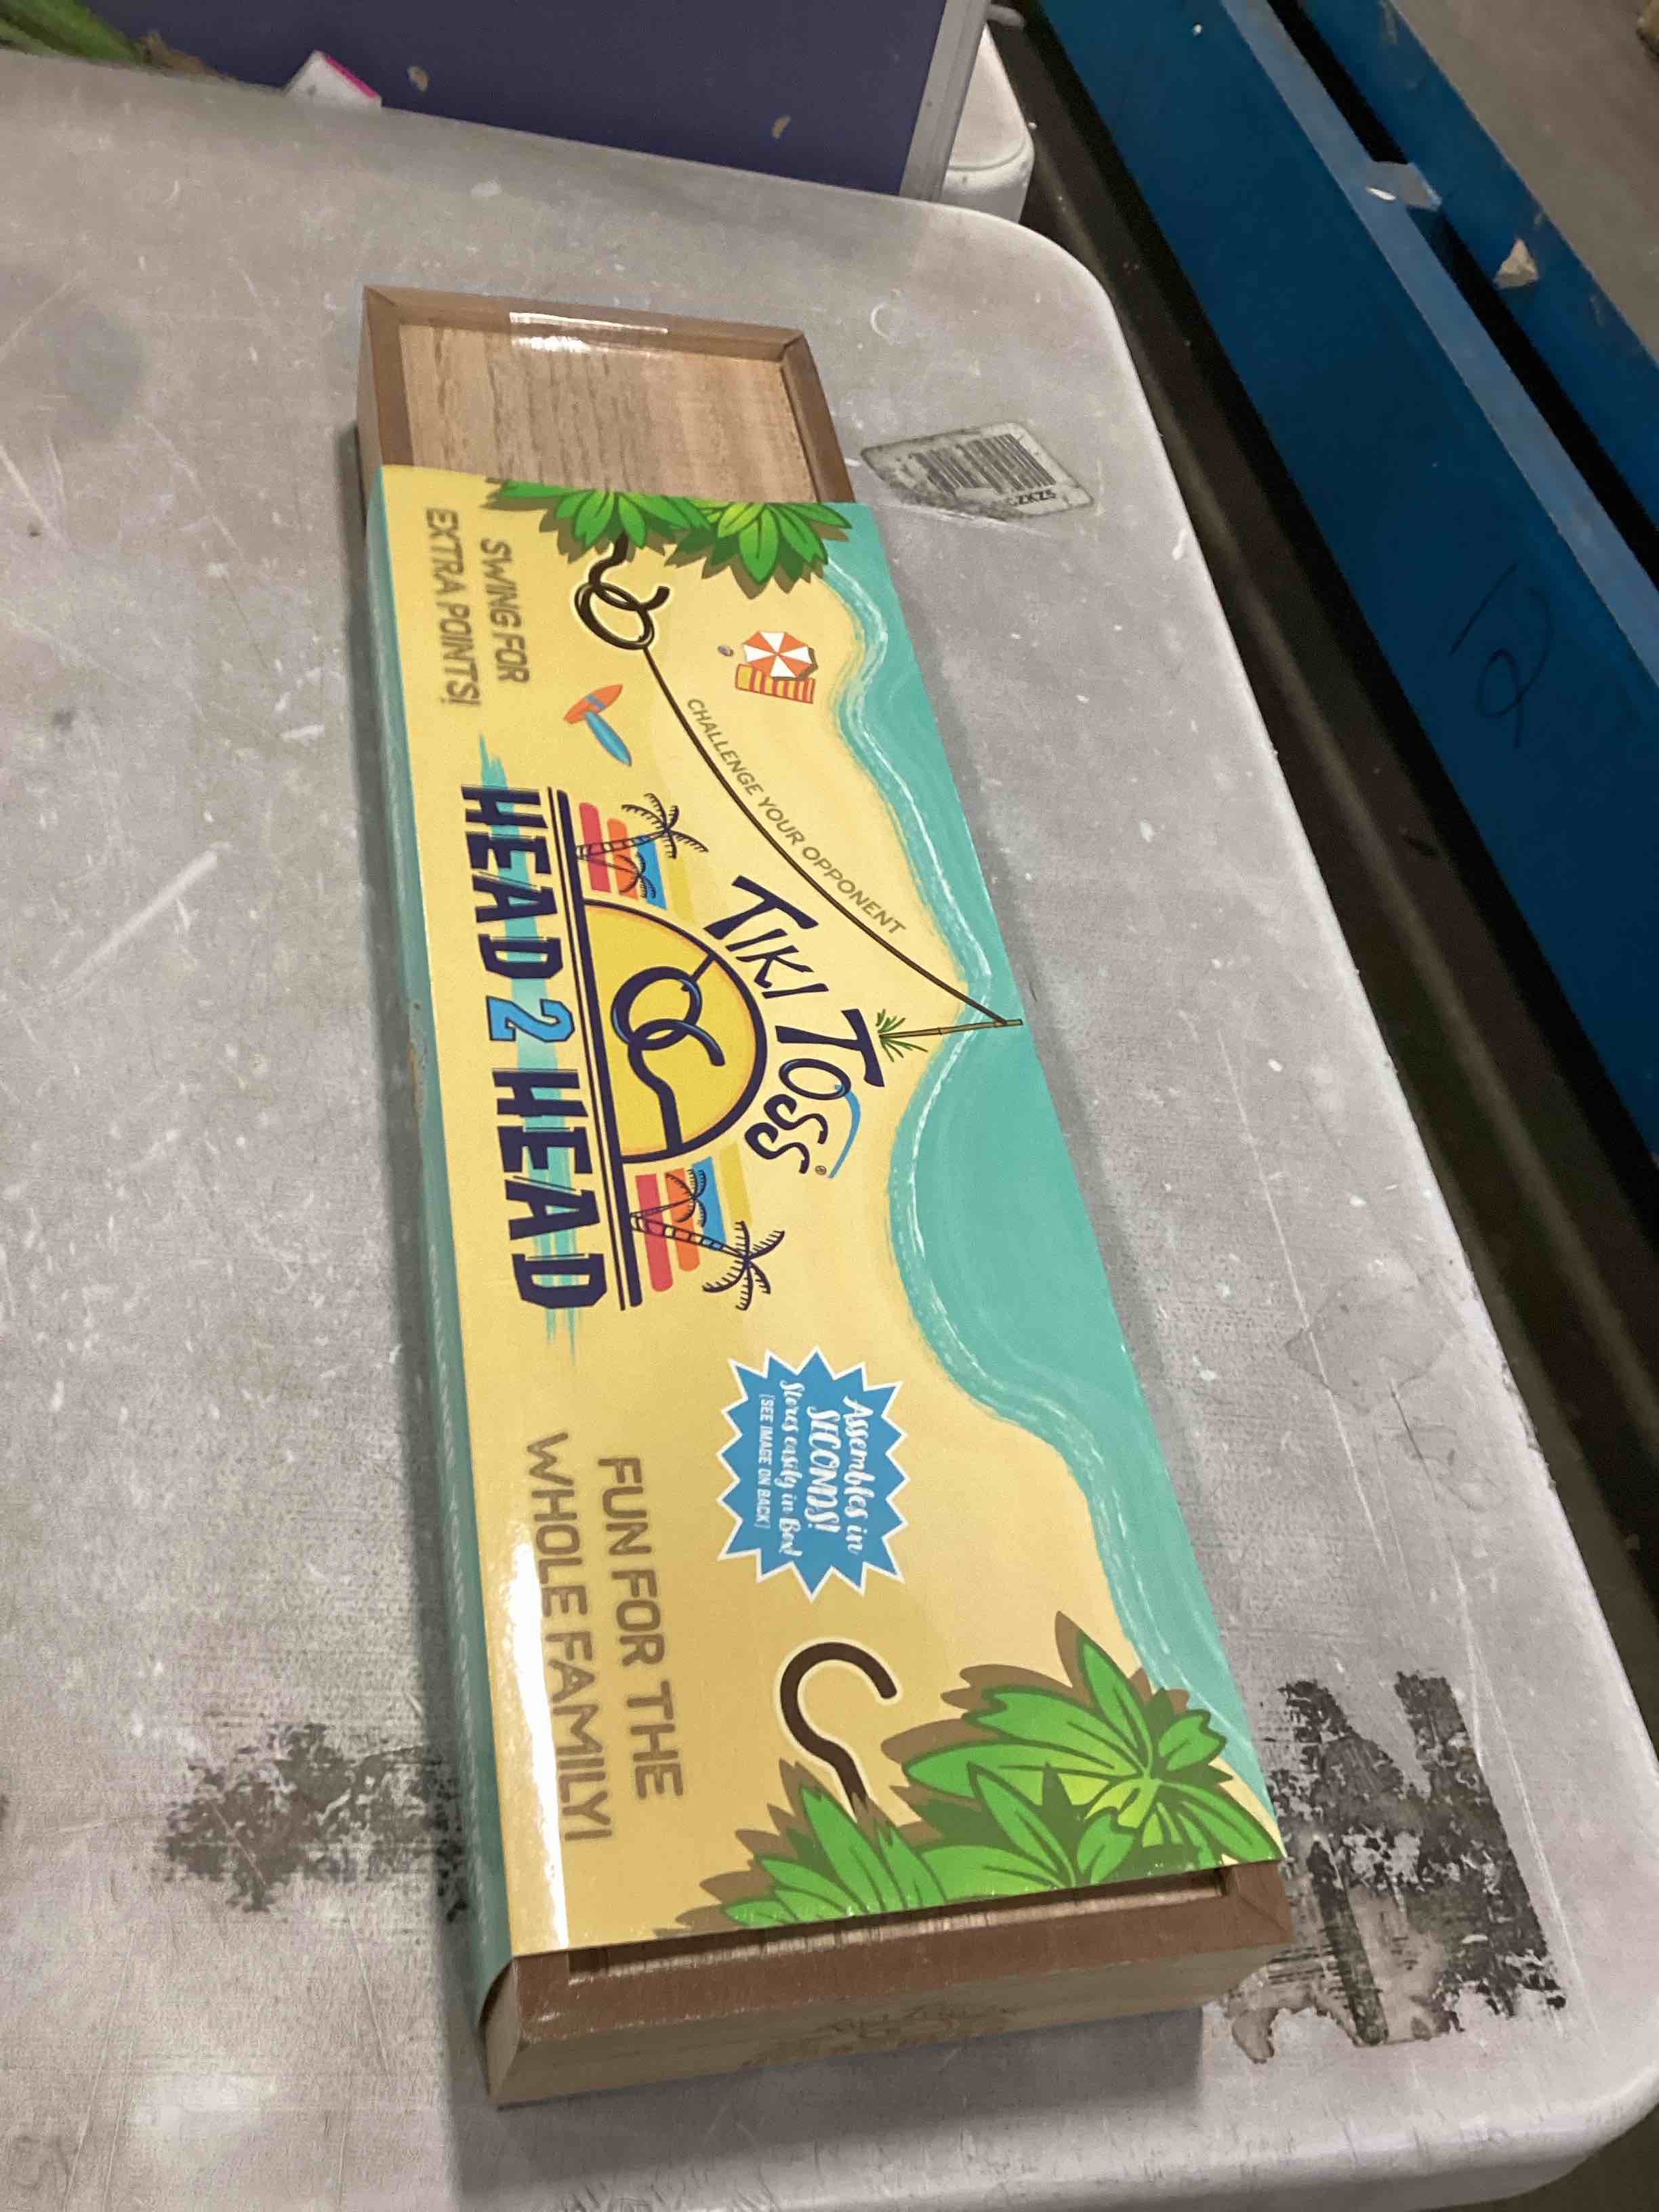 SWING FOR
EXTRA POINTS!
CHALLENGE YOUR OPPONENT
TIKI TOSS®
HEAD 2 HEAD
Assembles in
SECONDS!
Stores easily in Box!
(SEE IMAGE ON BACK)
FUN FOR THE
WHOLE FAMILY!
12